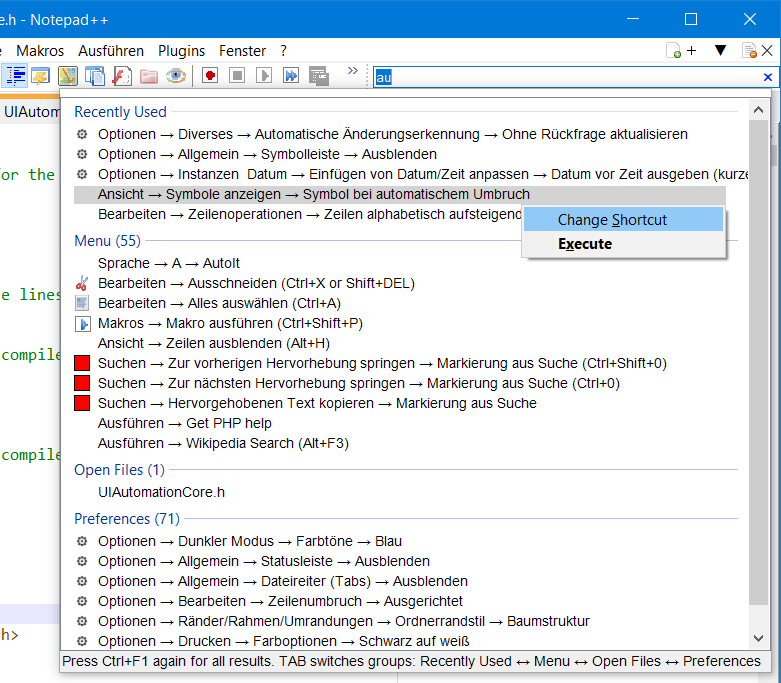 e.h - Notepad++
Makros Ausführen Plugins Fenster ?
au
UIAutom
Recently Used
Optionen → Diverses → Automatische Änderungserkennung → Ohne Rückfrage aktualisieren
Optionen → Allgemein → Symbolleiste → Ausblenden
for the
Optionen → Instanzen Datum → Einfügen von Datum/Zeit anpassen → Datum vor Zeit ausgeben (kurze
Ansicht → Symbole anzeigen → Symbol bei automatischem Umbruch
Bearbeiten → Zeilenoperationen → Zeilen alphabetisch aufsteigend
Change Shortcut
Execute
Menu (55)
Sprache → A → AutoIt
Bearbeiten → Ausschneiden (Ctrl+X or Shift+DEL)
e lines
Bearbeiten → Alles auswählen (Ctrl+A)
Makros → Makro ausführen (Ctrl+Shift+P)
Ansicht → Zeilen ausblenden (Alt+H)
compile
Suchen → Zur vorherigen Hervorhebung springen → Markierung aus Suche (Ctrl+Shift+0)
Suchen → Zur nächsten Hervorhebung springen → Markierung aus Suche (Ctrl+0)
Suchen → Hervorgehobenen Text kopieren → Markierung aus Suche
Ausführen → Get PHP help
Ausführen → Wikipedia Search (Alt+F3)
compile
Open Files (1)
UIAutomationCore.h
Preferences (71)
Optionen → Dunkler Modus → Farbtöne → Blau
Optionen → Allgemein → Statusleiste → Ausblenden
Optionen → Allgemein → Dateireiter (Tabs) → Ausblenden
Optionen → Bearbeiten → Zeilenumbruch → Ausgerichtet
Optionen → Ränder/Rahmen/Umrandungen → Ordnerrandstil → Baumstruktur
h>
Optionen → Drucken → Farboptionen → Schwarz auf weiß
Press Ctrl+F1 again for all results. TAB switches groups: Recently Used ↔ Menu ↔ Open Files ↔ Preferences